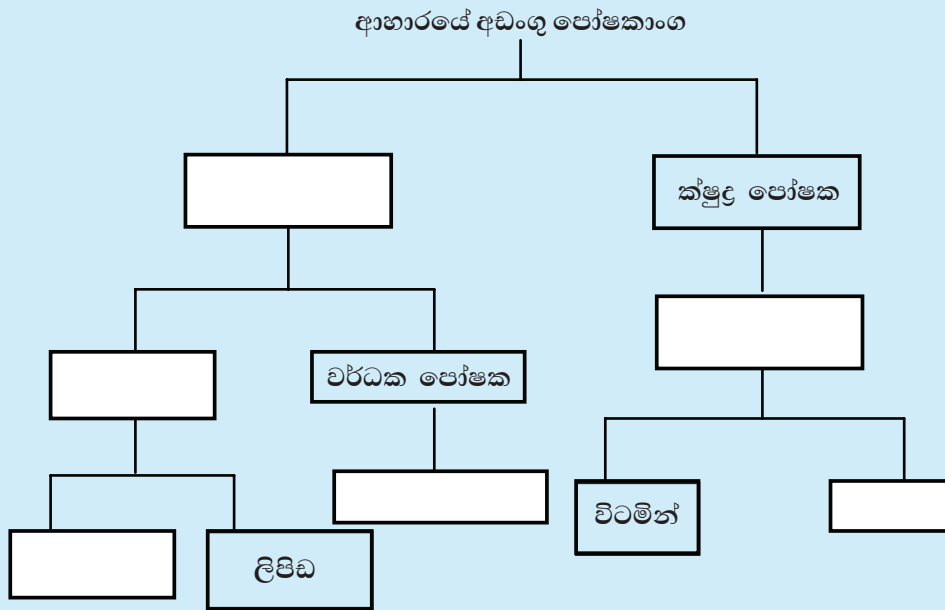 ආහාරයේ අඩංගු පෝෂකාංග
ක්ෂුද්‍ර පෝෂක
වර්ධක පෝෂක
විටමින්
ලිපිඩ